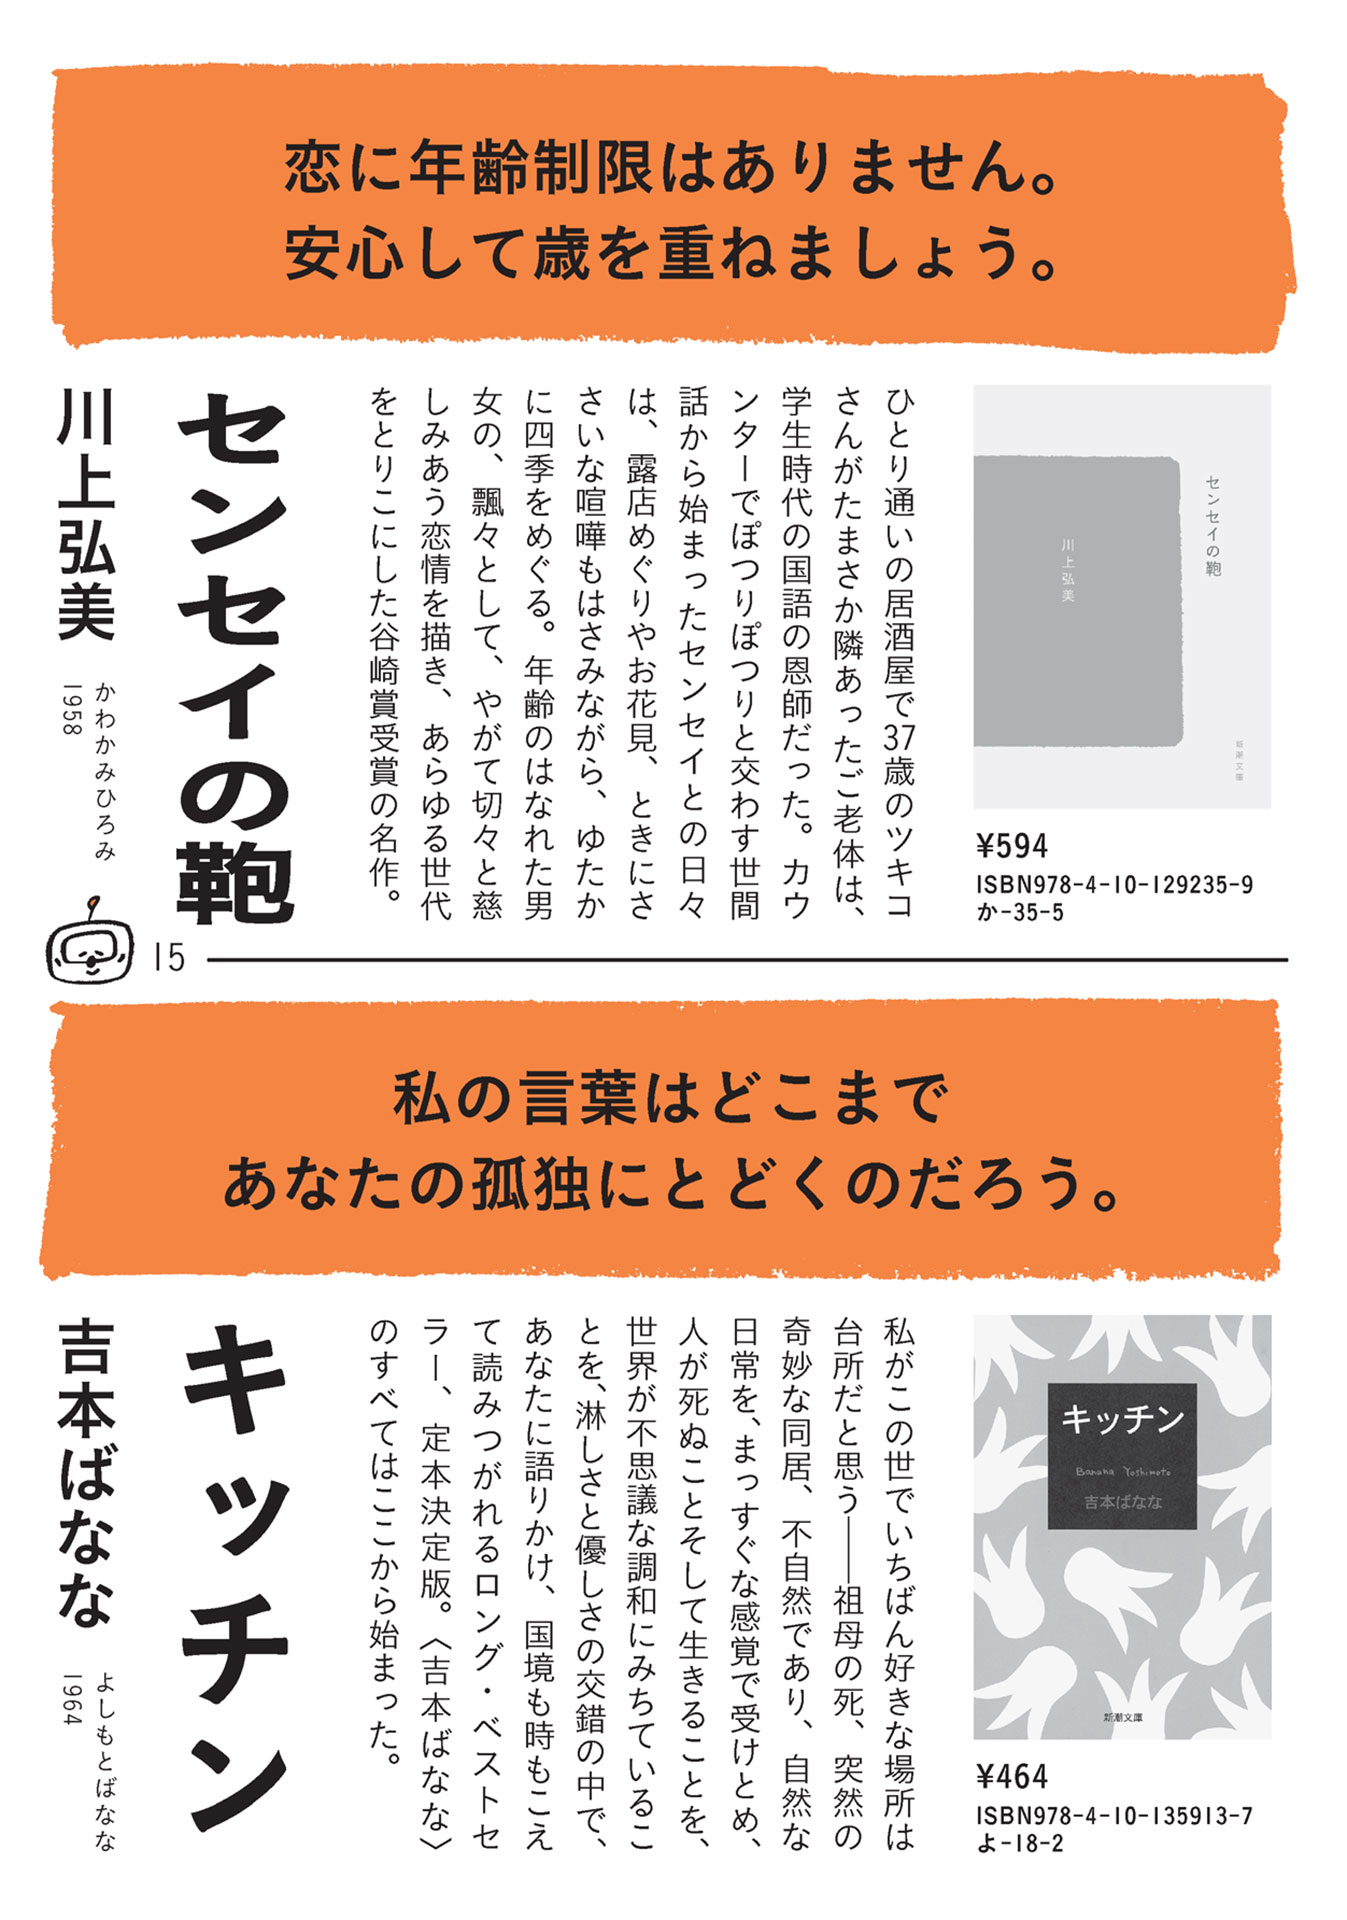 恋に年齢制限はありません。
安心して歳を重ねましょう。
センセイの鞄
川上弘美
新潮文庫
¥594
ISBN978-4-10-129235-9
か-35-5
ひとり通いの居酒屋で37歳のツキコ
さんがたまさか隣あったご老体は、
学生時代の国語の恩師だった。カウ
ンターでぽつりぽつりと交わす世間
話から始まったセンセイとの日々
は、露店めぐりやお花見、ときにさ
さいな喧嘩もはさみながら、ゆたか
に四季をめぐる。年齢のはなれた男
女の、飄々として、やがて切々と慈
しみあう恋情を描き、あらゆる世代
をとりこにした谷崎賞受賞の名作。
センセイの鞄
川上弘美
かわかみひろみ
1958
15
私の言葉はどこまで
あなたの孤独にとどくのだろう。
キッチン
Banana Yoshimoto
吉本ばなな
新潮文庫
¥464
ISBN978-4-10-135913-7
よ-18-2
私がこの世でいちばん好きな場所は
台所だと思う――祖母の死、突然の
奇妙な同居、不自然であり、自然な
日常を、まっすぐな感覚で受けとめ、
人が死ぬことそして生きることを、
世界が不思議な調和にみちているこ
とを、淋しさと優しさの交錯の中で、
あなたに語りかけ、国境も時もこえ
て読みつがれるロング・ベストセ
ラー、定本決定版。〈吉本ばなな〉
のすべてはここから始まった。
キッチン
吉本ばなな
よしもとばなな
1964